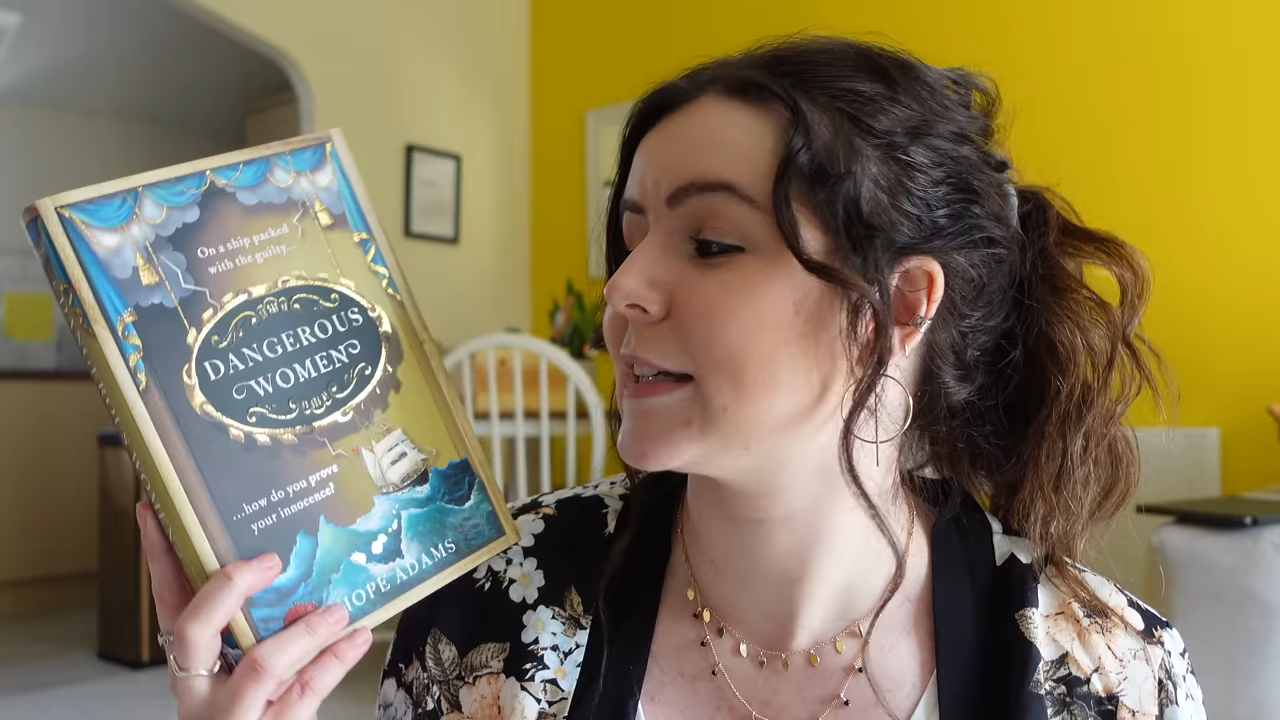 On a ship packed
with the guilty...
DANGEROUS
WOMEN
...how do you prove
your innocence?
HOPE ADAMS